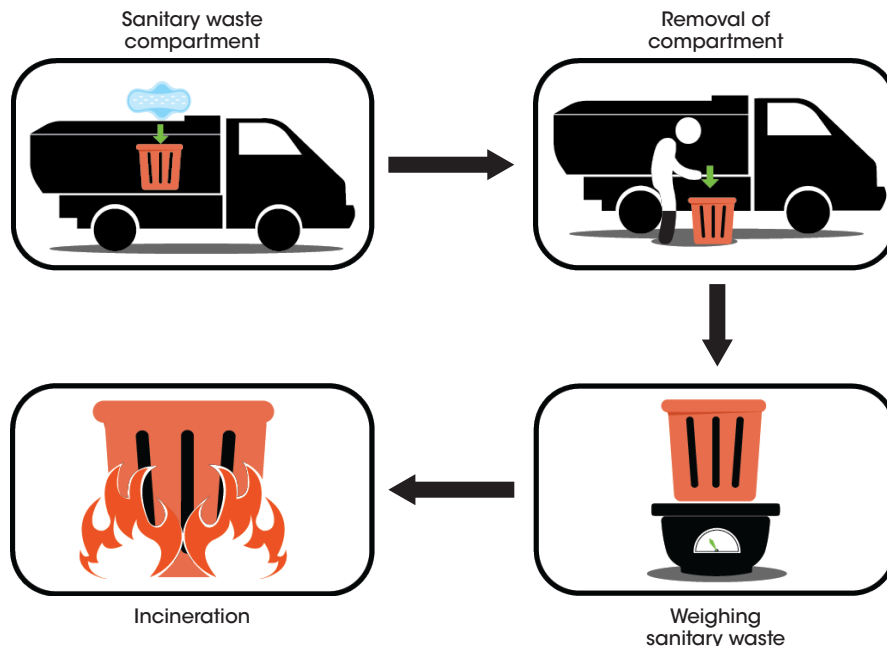 Sanitary waste
compartment
Removal of
compartment
Incineration
Weighing
sanitary waste